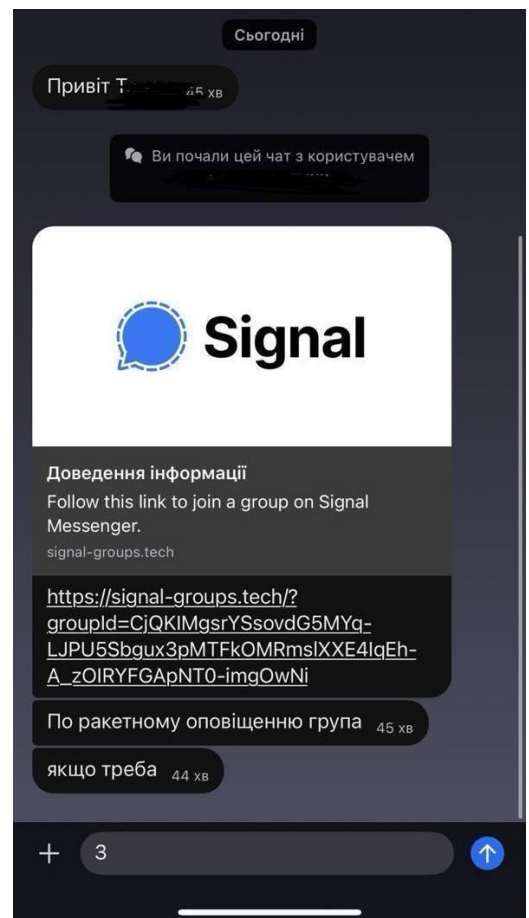 Сьогодні
Привіт
45 хв
Ви почали цей чат з користувачем
Signal
Доведення інформації
Follow this link to join a group on Signal
Messenger.
signal-groups.tech
https://signal-groups.tech/?
groupId=CjQKIMgsrYSsovdG5MYq-
LJPU5Sbgux3pMTFkOMRmslXXE4IqEh-
A_zOIRYFGApNT0-imgOwNi
По ракетному оповіщенню група 45 хв
якщо треба 44 хв
З